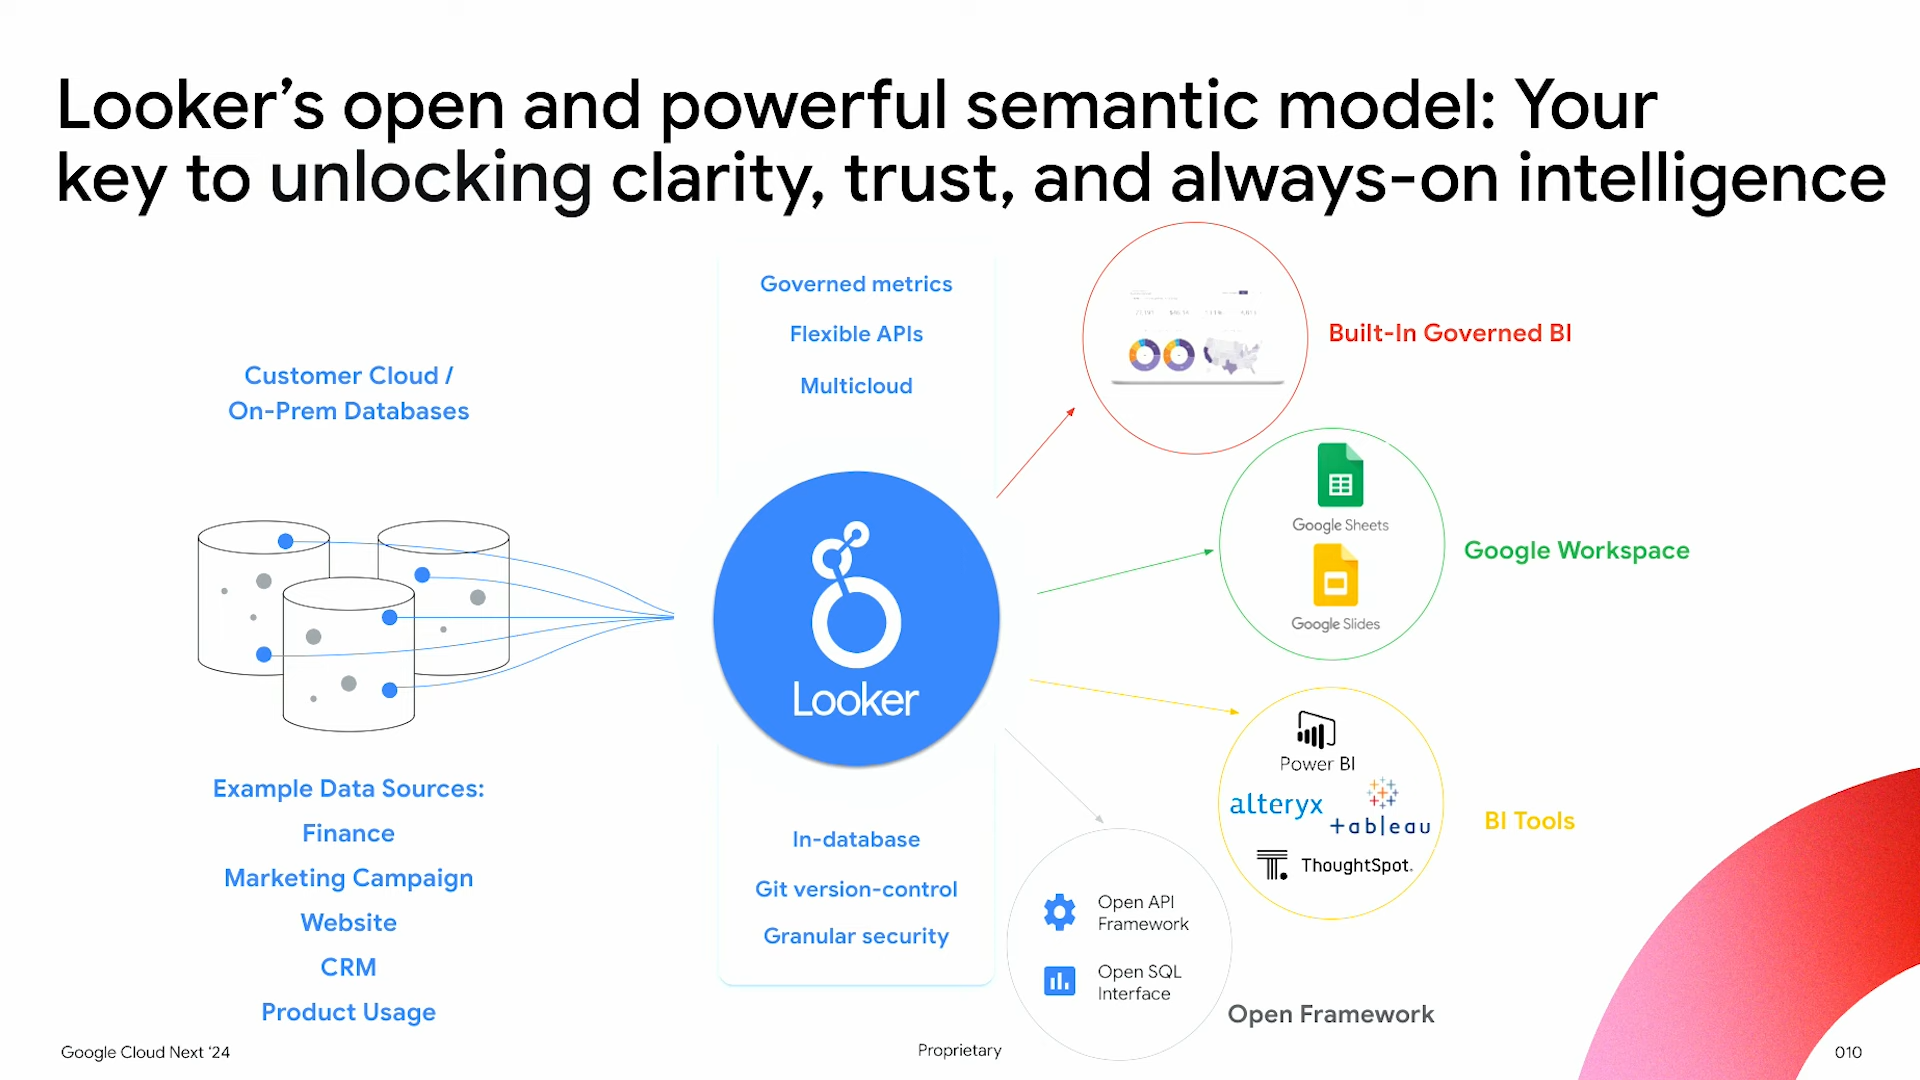 Looker’s open and powerful semantic model: Your
key to unlocking clarity, trust, and always-on intelligence
Customer Cloud /
On-Prem Databases
Example Data Sources:
Finance
Marketing Campaign
Website
CRM
Product Usage
Governed metrics
Flexible APIs
Multicloud
Looker
In-database
Git version-control
Granular security
Built-In Governed BI
Google Sheets
Google Slides
Google Workspace
Power BI
alteryx
+ableau
ThoughtSpot.
BI Tools
Open API
Framework
Open SQL
Interface
Open Framework
Google Cloud Next ‘24
Proprietary
010